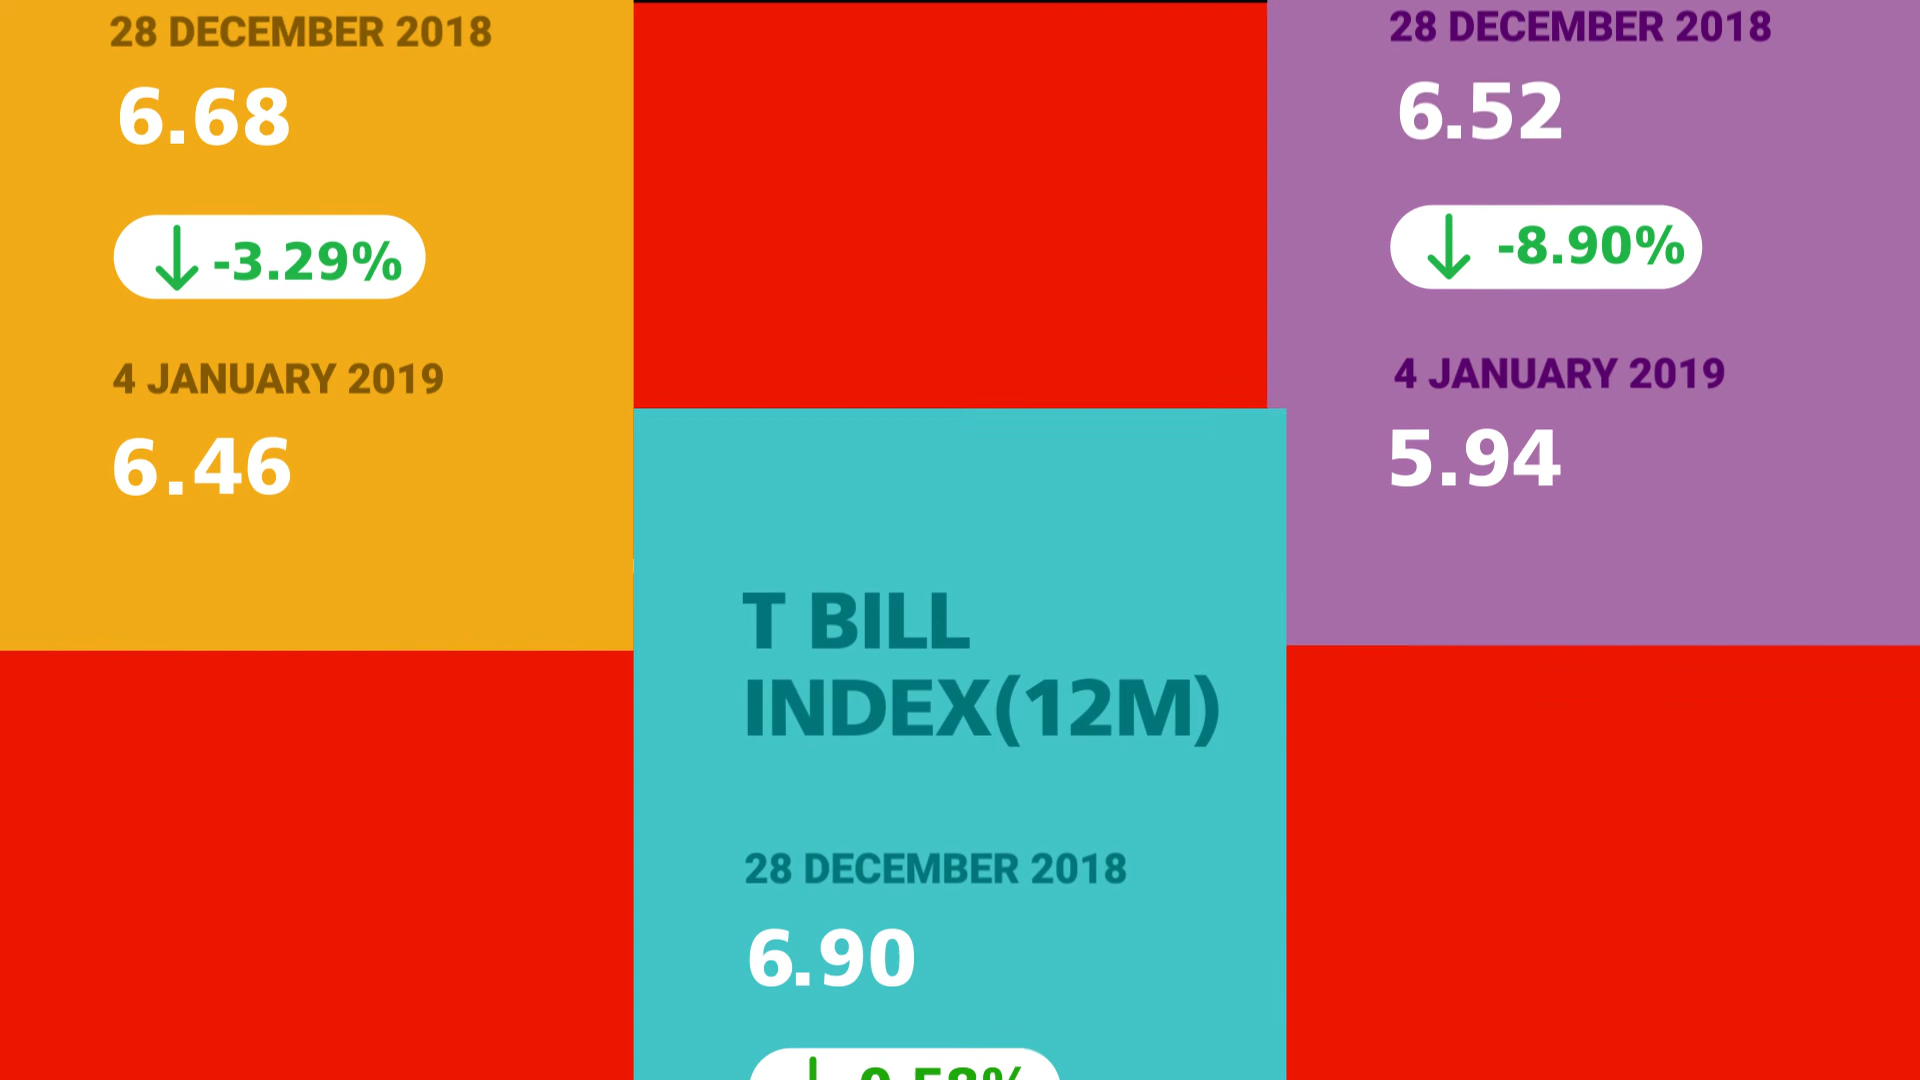 28 DECEMBER 2018
6.68
-3.29%
4 JANUARY 2019
6.46
T BILL
INDEX(12M)
28 DECEMBER 2018
6.90
28 DECEMBER 2018
6.52
-8.90%
4 JANUARY 2019
5.94